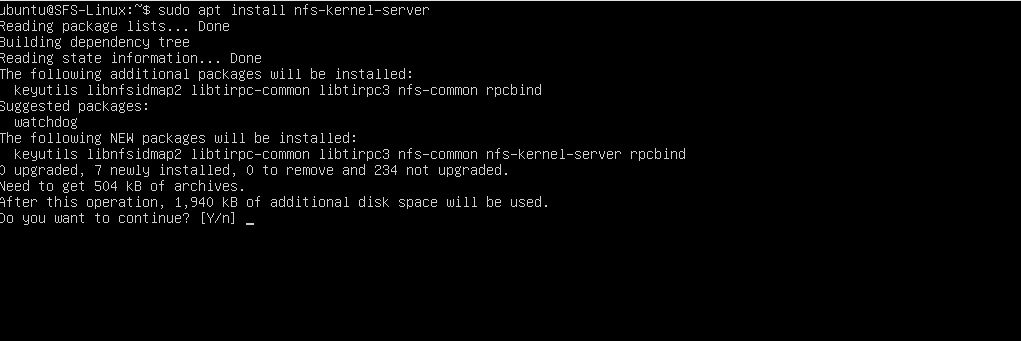 ubuntu@SFS-Linux:~$ sudo apt install nfs-kernel-server
Reading package lists... Done
Building dependency tree
Reading state information... Done
The following additional packages will be installed:
  keyutils libnfsidmap2 libtirpc-common libtirpc3 nfs-common rpcbind
Suggested packages:
  watchdog
The following NEW packages will be installed:
  keyutils libnfsidmap2 libtirpc-common libtirpc3 nfs-common nfs-kernel-server rpcbind
0 upgraded, 7 newly installed, 0 to remove and 234 not upgraded.
Need to get 504 kB of archives.
After this operation, 1,940 kB of additional disk space will be used.
Do you want to continue? [Y/n] _